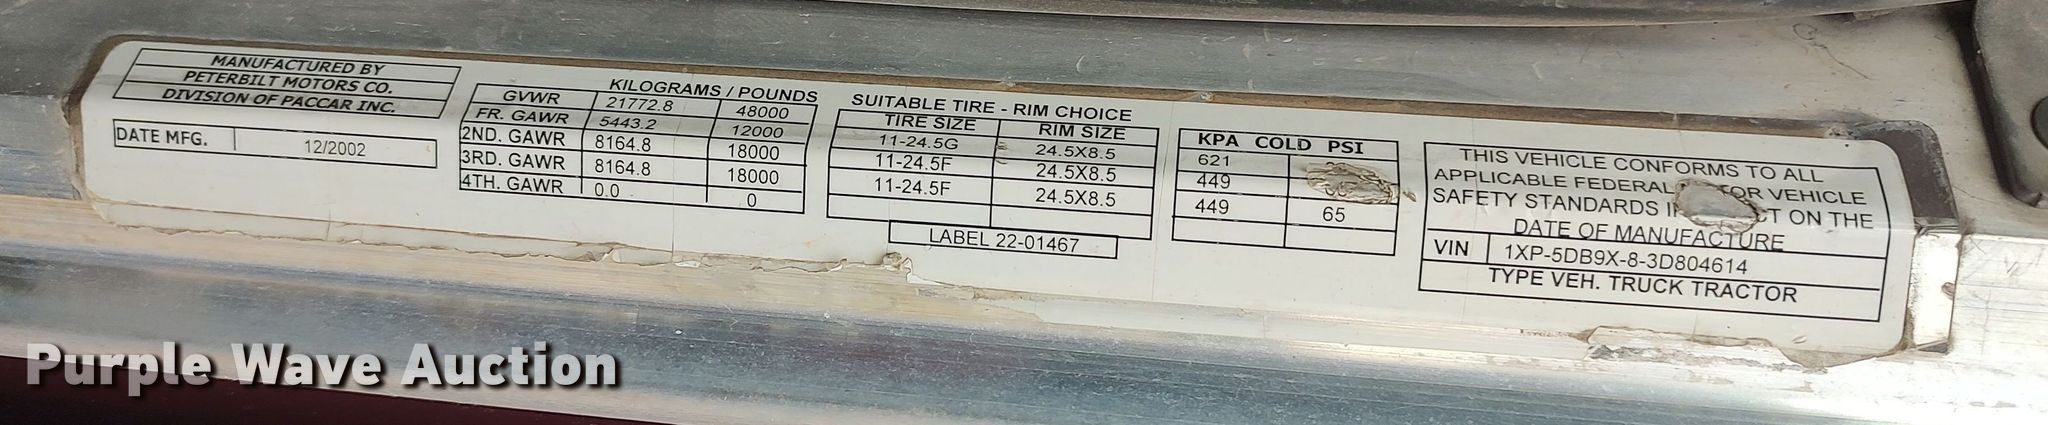 MANUFACTURED BY
PETERBILT MOTORS CO.
DIVISION OF PACCAR INC.
DATE MFG. 12/2002
KILOGRAMS / POUNDS
GVWR 21772.8 48000
FR. GAWR 5443.2 12000
2ND. GAWR 8164.8 18000
3RD. GAWR 8164.8 18000
4TH. GAWR 0.0 0
SUITABLE TIRE - RIM CHOICE
TIRE SIZE RIM SIZE
11-24.5G 24.5X8.5
11-24.5F 24.5X8.5
11-24.5F 24.5X8.5
LABEL 22-01467
KPA COLD PSI
621
449
449 65
THIS VEHICLE CONFORMS TO ALL
APPLICABLE FEDERAL VEHICLE
SAFETY STANDARDS ON THE
DATE OF MANUFACTURE
VIN 1XP-5DB9X-8-3D804614
TYPE VEH. TRUCK TRACTOR
Purple Wave Auction